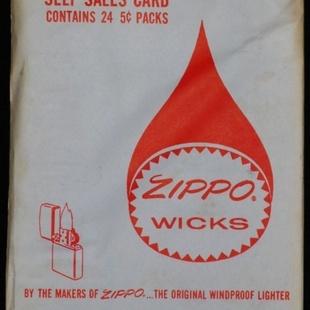 SELF SALES CARD
CONTAINS 24 5¢ PACKS
ZIPPO.
WICKS
BY THE MAKERS OF ZIPPO....THE ORIGINAL WINDPROOF LIGHTER